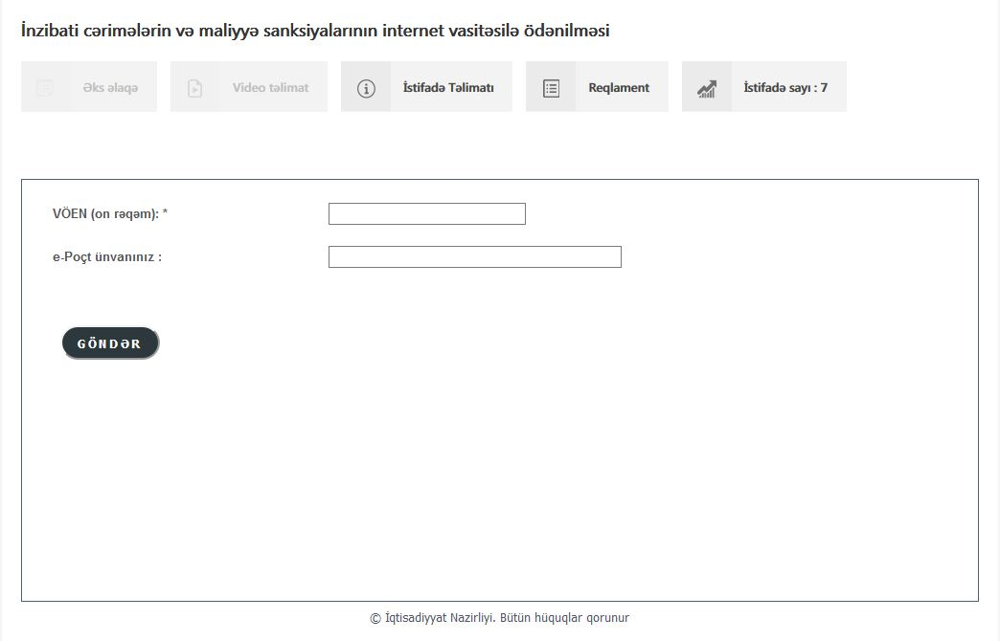 İnzibati cərimələrin və maliyyə sanksiyalarının internet vasitəsilə ödənilməsi
Əks əlaqə
Video təlimat
İstifadə Təlimatı
Reqlament
İstifadə sayı : 7
VÖEN (on rəqəm): *
e-Poçt ünvanınız :
GÖNDƏR
© İqtisadiyyat Nazirliyi. Bütün hüquqlar qorunur